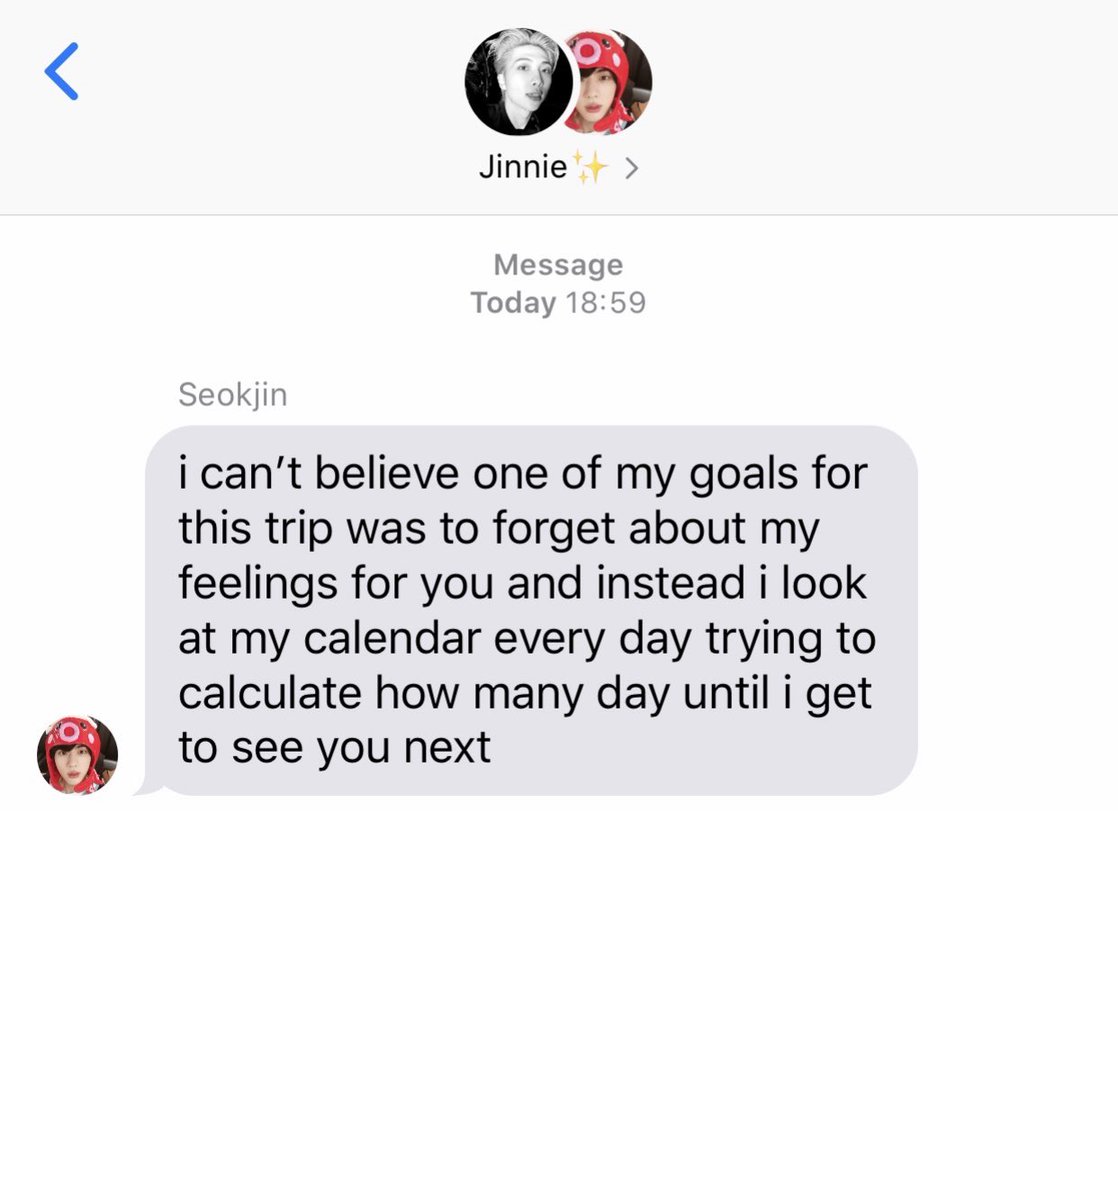 Jinnie✨
Message
Today 18:59
Seokjin
i can’t believe one of my goals for
this trip was to forget about my
feelings for you and instead i look
at my calendar every day trying to
calculate how many day until i get
to see you next